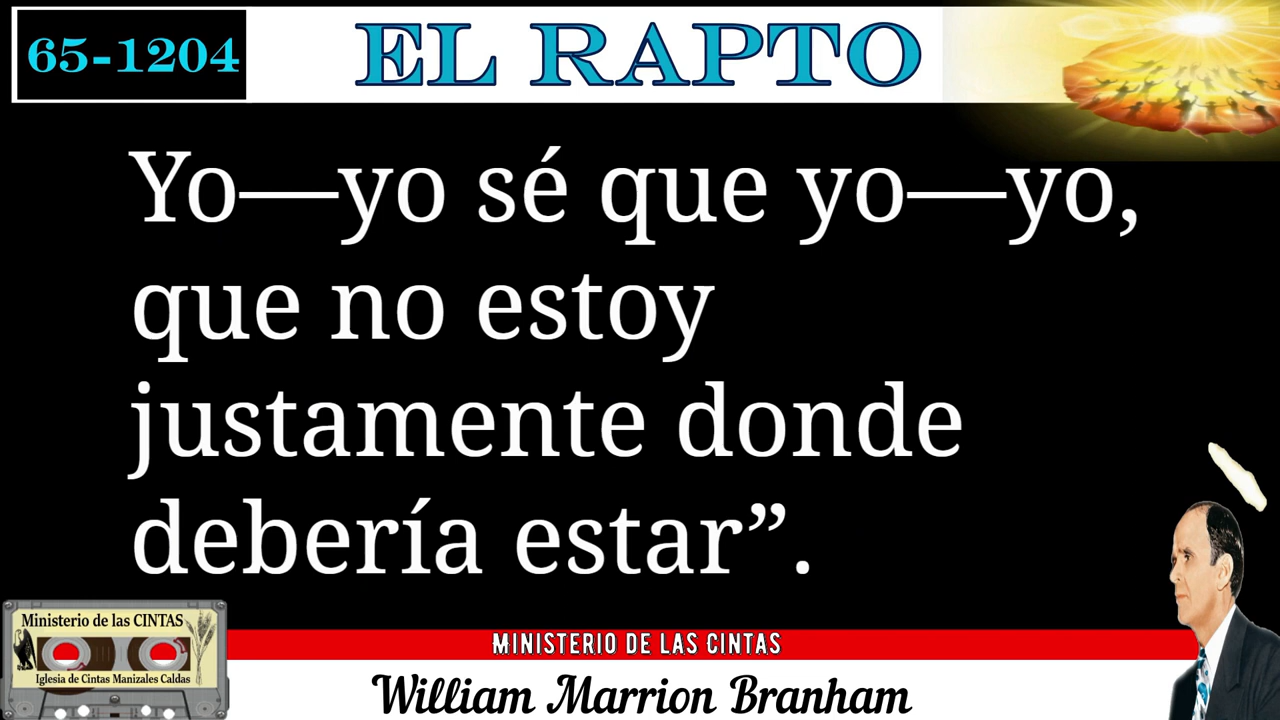 65-1204
EL RAPTO
Yo—yo sé que yo—yo,
que no estoy
justamente donde
debería estar”.
Ministerio de las CINTAS
Iglesia de Cintas Manizales Caldas
MINISTERIO DE LAS CINTAS
William Marrion Branham